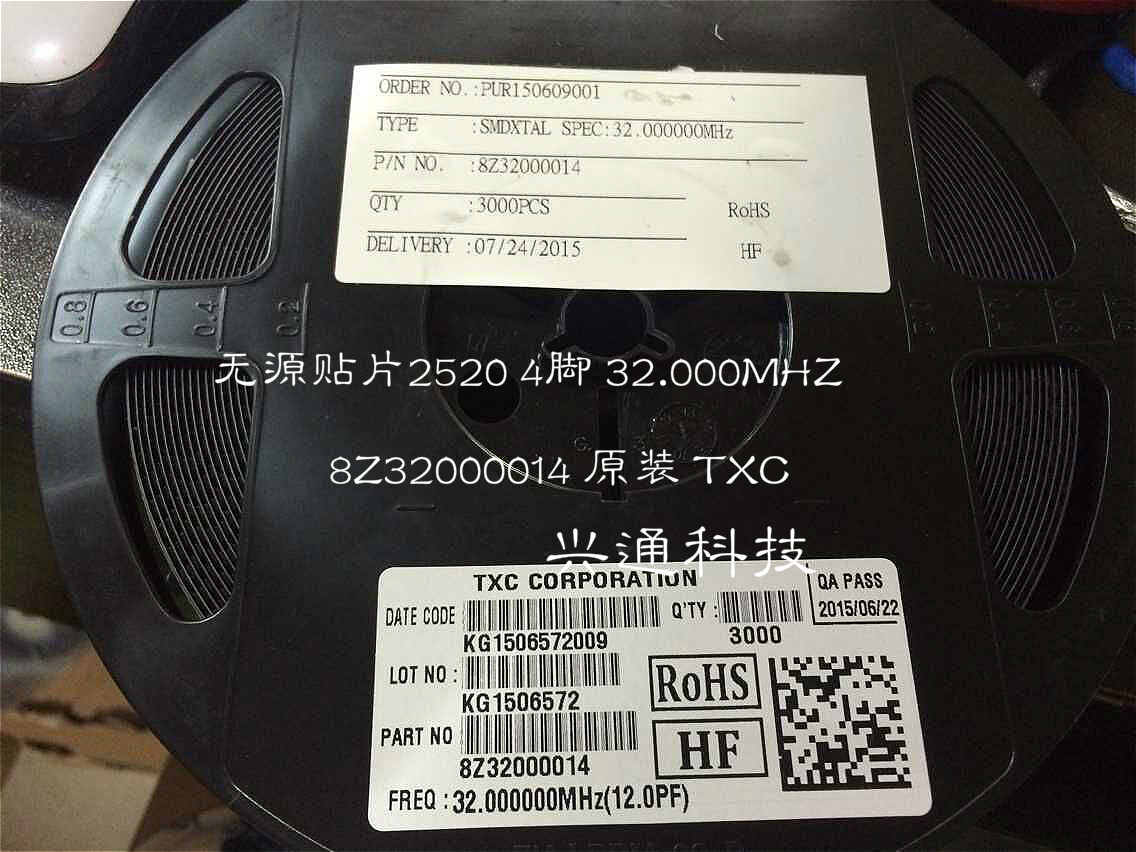 ORDER NO.:PUR150609001
TYPE :SMDXTAL SPEC:32.000000MHz
P/N NO. :8Z32000014
QTY :3000PCS RoHS
DELIVERY :07/24/2015 HF
0.8 0.6 0.4 0.2
无源贴片2520 4脚 32.000MHZ
8Z32000014 原装 TXC
兴通科技
TXC CORPORATION
QA PASS
2015/06/22
DATE CODE
KG1506572009
Q'TY :
3000
LOT NO :
KG1506572
RoHS
PART NO
8Z32000014
HF
FREQ :32.000000MHz(12.0PF)